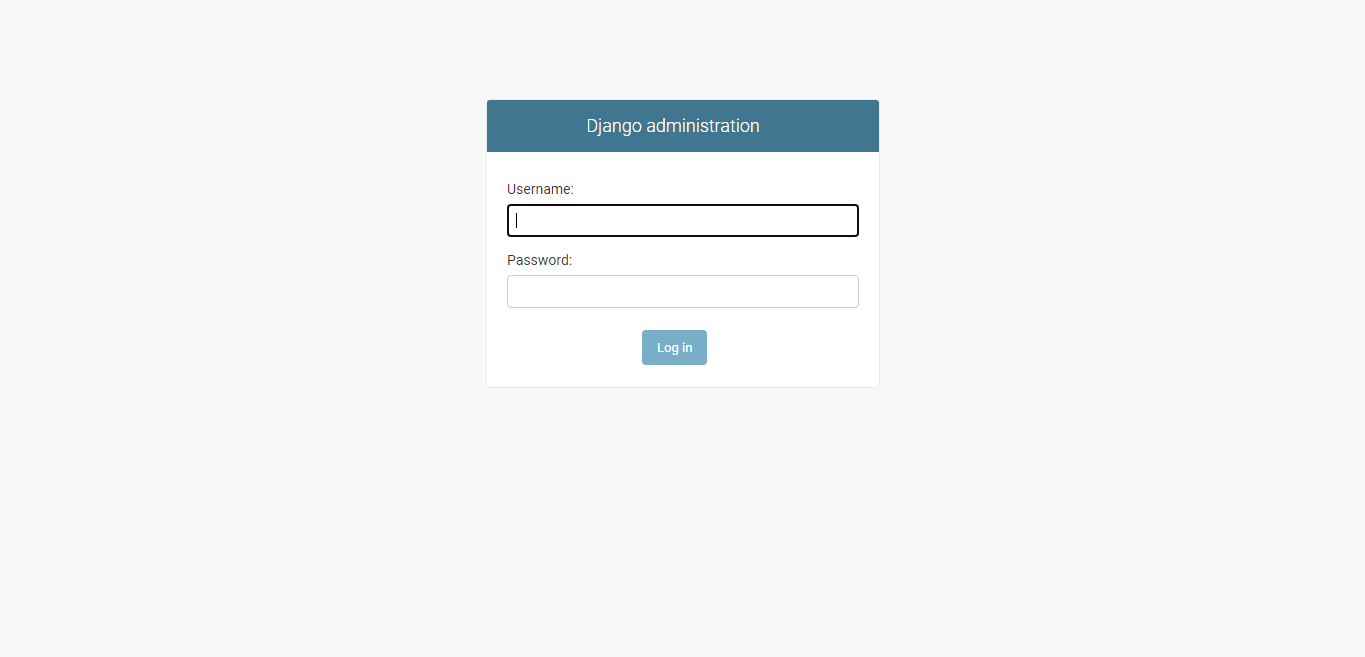 Django administration
Username:
Password:
Log in